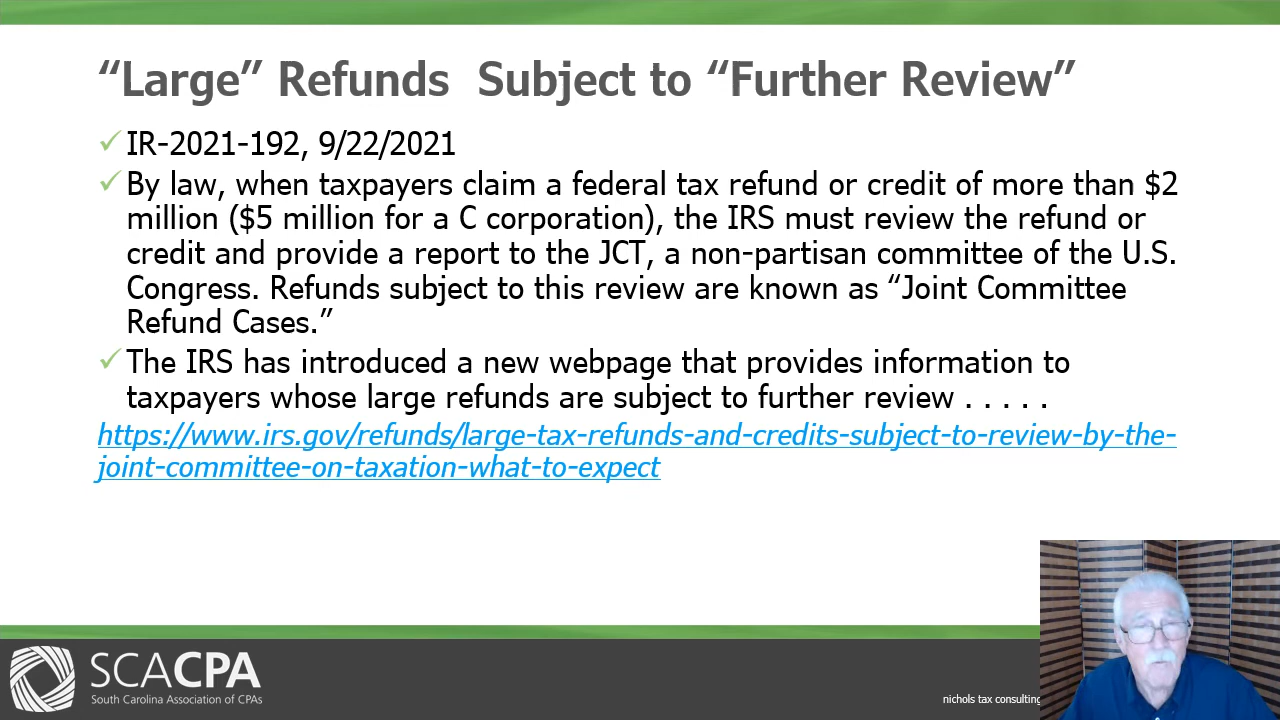 “Large” Refunds  Subject to “Further Review”
IR-2021-192, 9/22/2021
By law, when taxpayers claim a federal tax refund or credit of more than $2
million ($5 million for a C corporation), the IRS must review the refund or
credit and provide a report to the JCT, a non-partisan committee of the U.S.
Congress. Refunds subject to this review are known as “Joint Committee
Refund Cases.”
The IRS has introduced a new webpage that provides information to
taxpayers whose large refunds are subject to further review . . . . .
https://www.irs.gov/refunds/large-tax-refunds-and-credits-subject-to-review-by-the-
joint-committee-on-taxation-what-to-expect
SCACPA
South Carolina Association of CPAs
nichols tax consulting